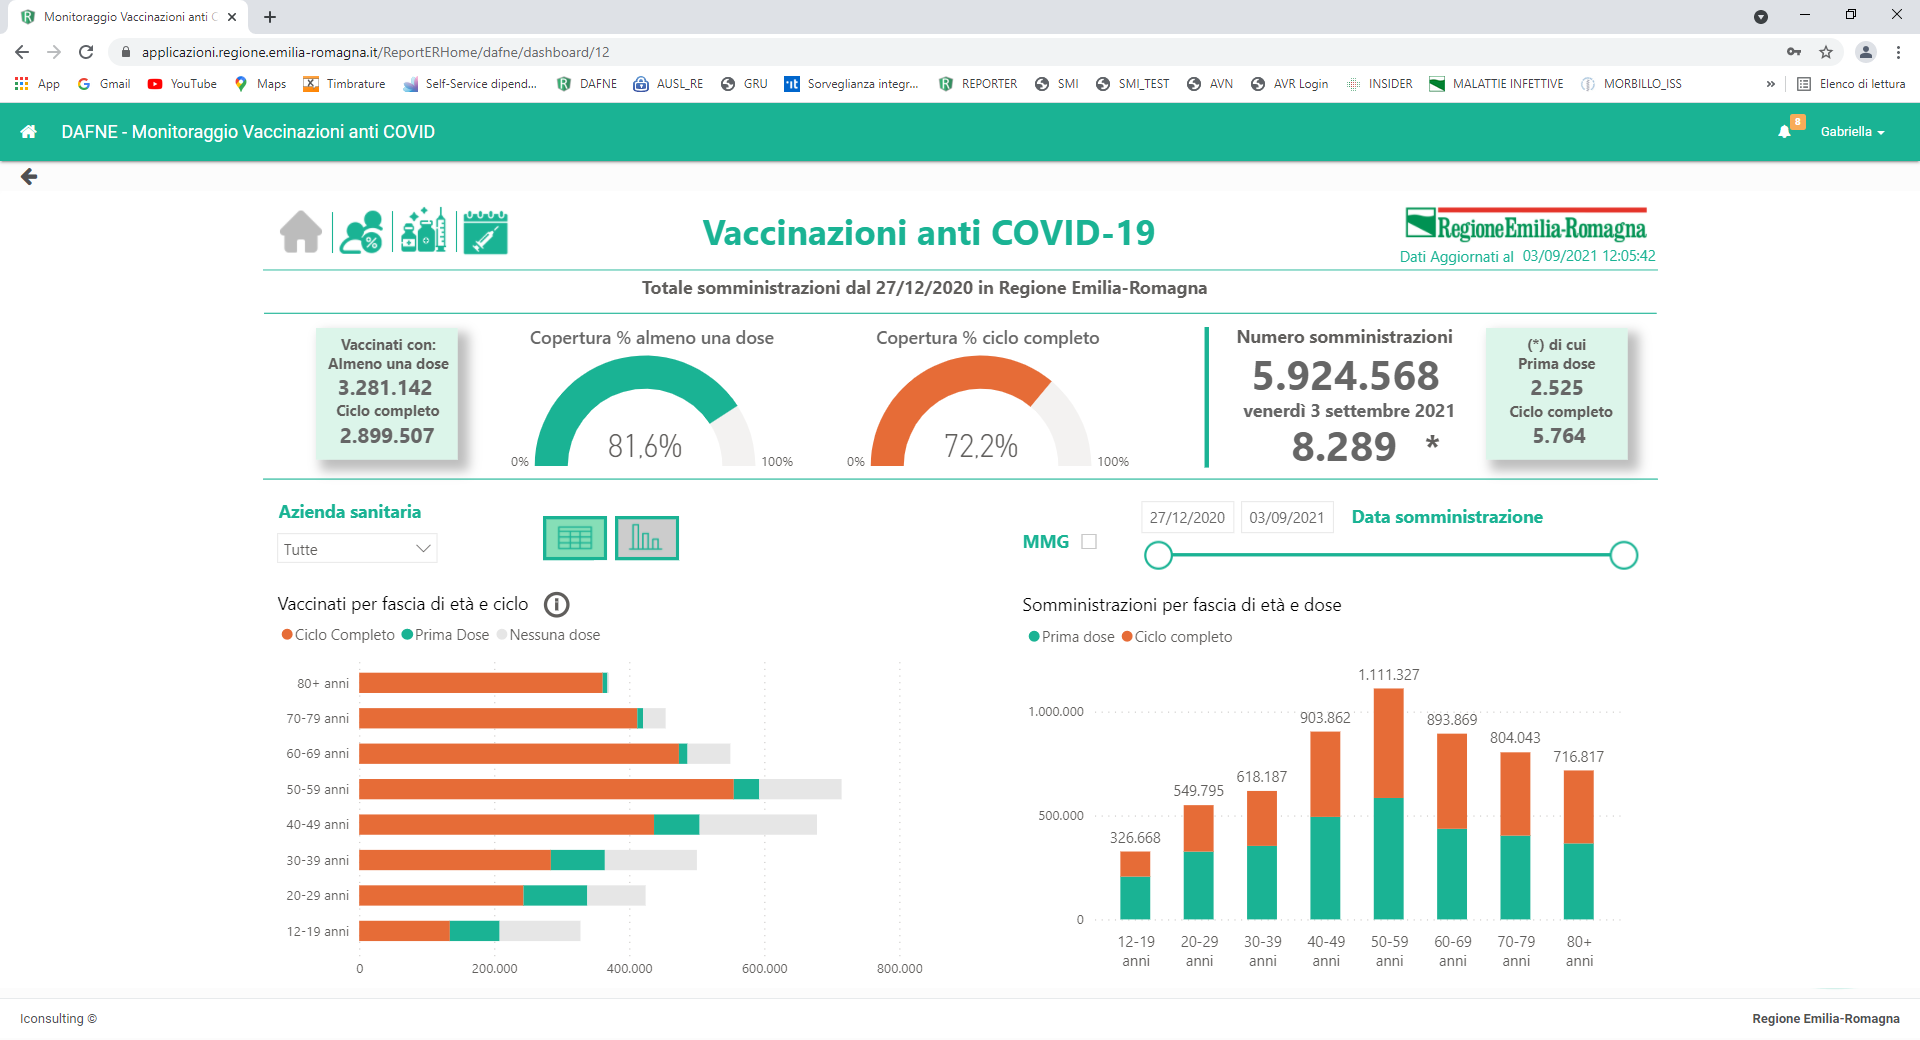 Monitoraggio Vaccinazioni anti C
applicazioni.regione.emilia-romagna.it/ReportERHome/dafne/dashboard/12
App Gmail YouTube Maps Timbrature Self-Service dipend... DAFNE AUSL_RE GRU Sorveglianza integr... REPORTER SMI SMI_TEST AVN AVR Login INSIDER MALATTIE INFETTIVE MORBILLO_ISS » Elenco di lettura
DAFNE - Monitoraggio Vaccinazioni anti COVID
8
Gabriella
Vaccinazioni anti COVID-19
RegioneEmilia-Romagna
Dati Aggiornati al 03/09/2021 12:05:42
Totale somministrazioni dal 27/12/2020 in Regione Emilia-Romagna
Vaccinati con:
Almeno una dose
3.281.142
Ciclo completo
2.899.507
Copertura % almeno una dose
81,6%
0% 100%
Copertura % ciclo completo
72,2%
0% 100%
Numero somministrazioni
5.924.568
venerdì 3 settembre 2021
8.289 *
(*) di cui
Prima dose
2.525
Ciclo completo
5.764
Azienda sanitaria
Tutte
MMG
27/12/2020 03/09/2021 Data somministrazione
Vaccinati per fascia di età e ciclo
Ciclo Completo Prima Dose Nessuna dose
80+ anni
70-79 anni
60-69 anni
50-59 anni
40-49 anni
30-39 anni
20-29 anni
12-19 anni
0 200.000 400.000 600.000 800.000
Somministrazioni per fascia di età e dose
Prima dose Ciclo completo
1.000.000
500.000
0
326.668
549.795
618.187
903.862
1.111.327
893.869
804.043
716.817
12-19 anni
20-29 anni
30-39 anni
40-49 anni
50-59 anni
60-69 anni
70-79 anni
80+ anni
Iconsulting ©
Regione Emilia-Romagna